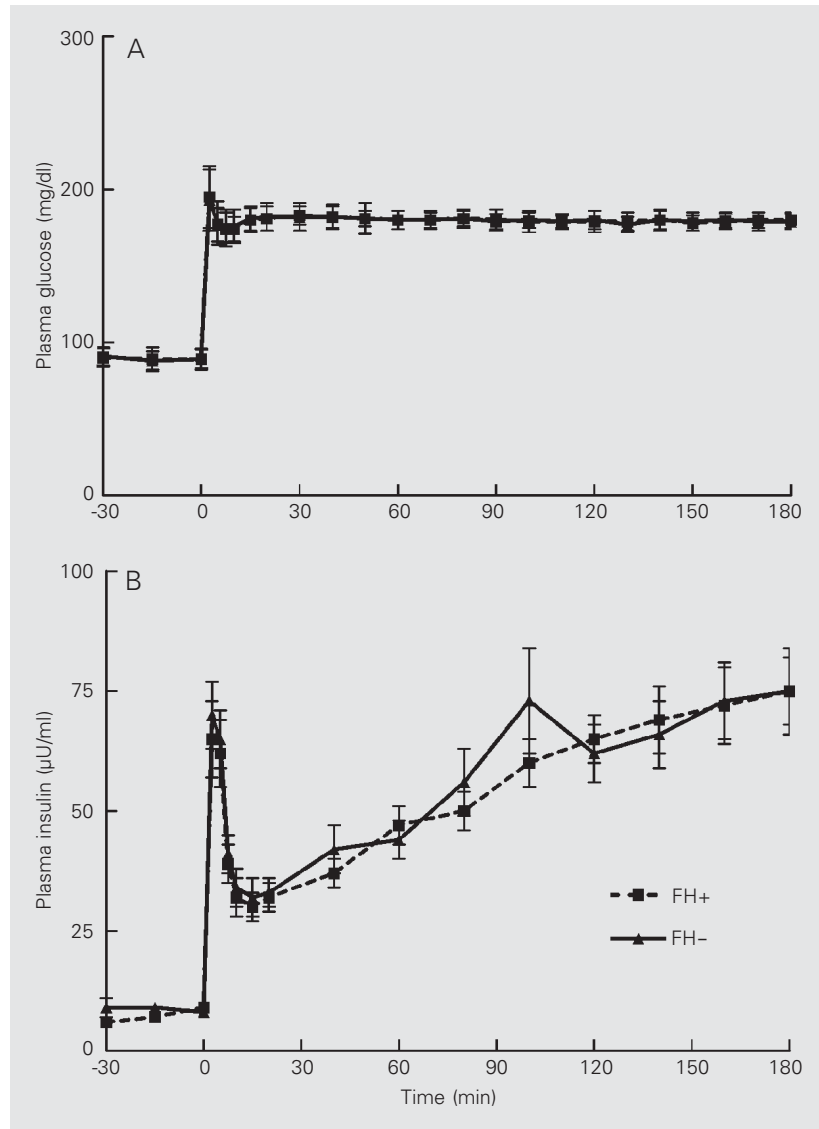 A
Plasma glucose (mg/dl)
300
200
100
0
-30 0 30 60 90 120 150 180
B
Plasma insulin (µU/ml)
100
75
50
25
0
FH+
FH–
-30 0 30 60 90 120 150 180
Time (min)